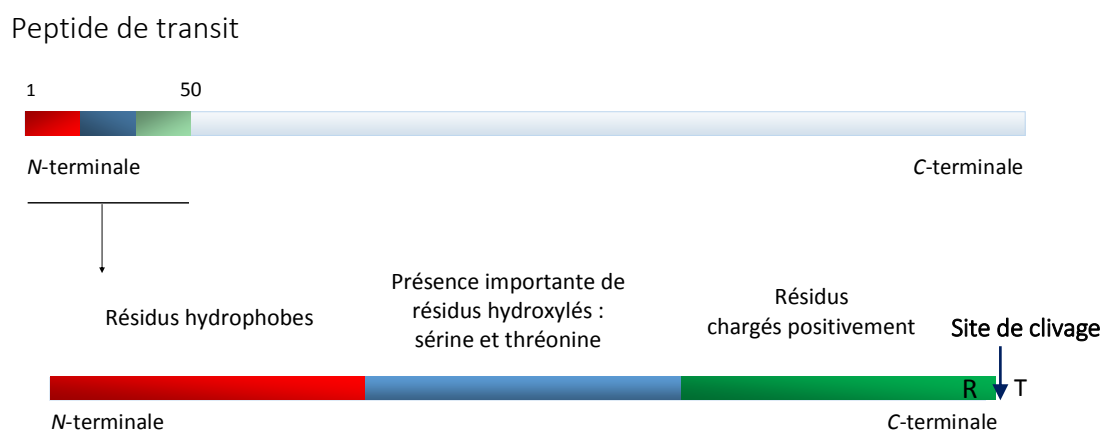 Peptide de transit
1 50
N-terminale C-terminale
Résidus hydrophobes
Présence importante de
résidus hydroxylés :
sérine et thréonine
Résidus
chargés positivement
Site de clivage
R T
N-terminale C-terminale